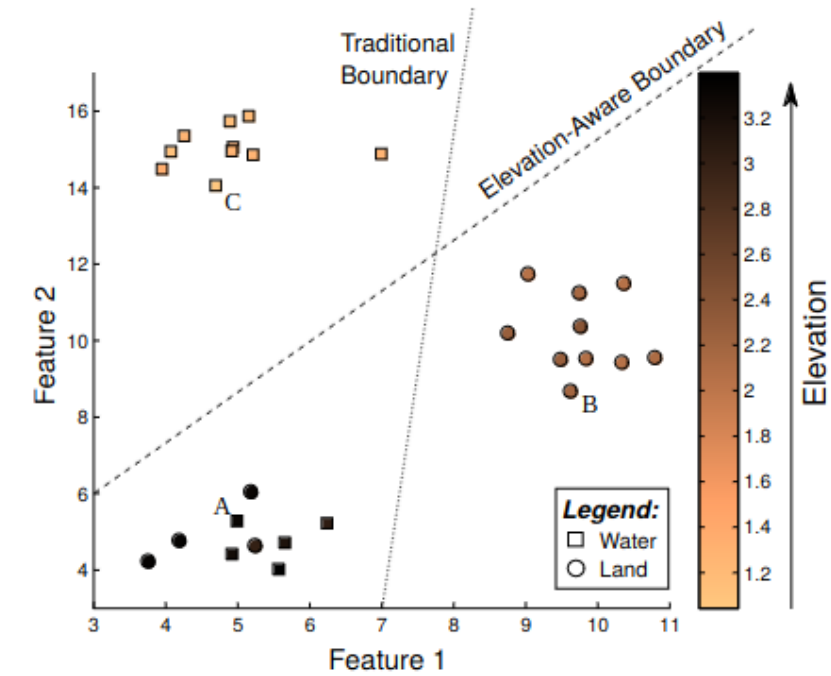 Traditional
Boundary
Elevation-Aware Boundary
16
14
12
10
8
6
4
Feature 2
C
B
A
3
4
5
6
7
8
9
10
11
Feature 1
Legend:
Water
Land
3.2
2.8
2.6
2.4
2.2
2
1.8
1.6
1.4
1.2
Elevation